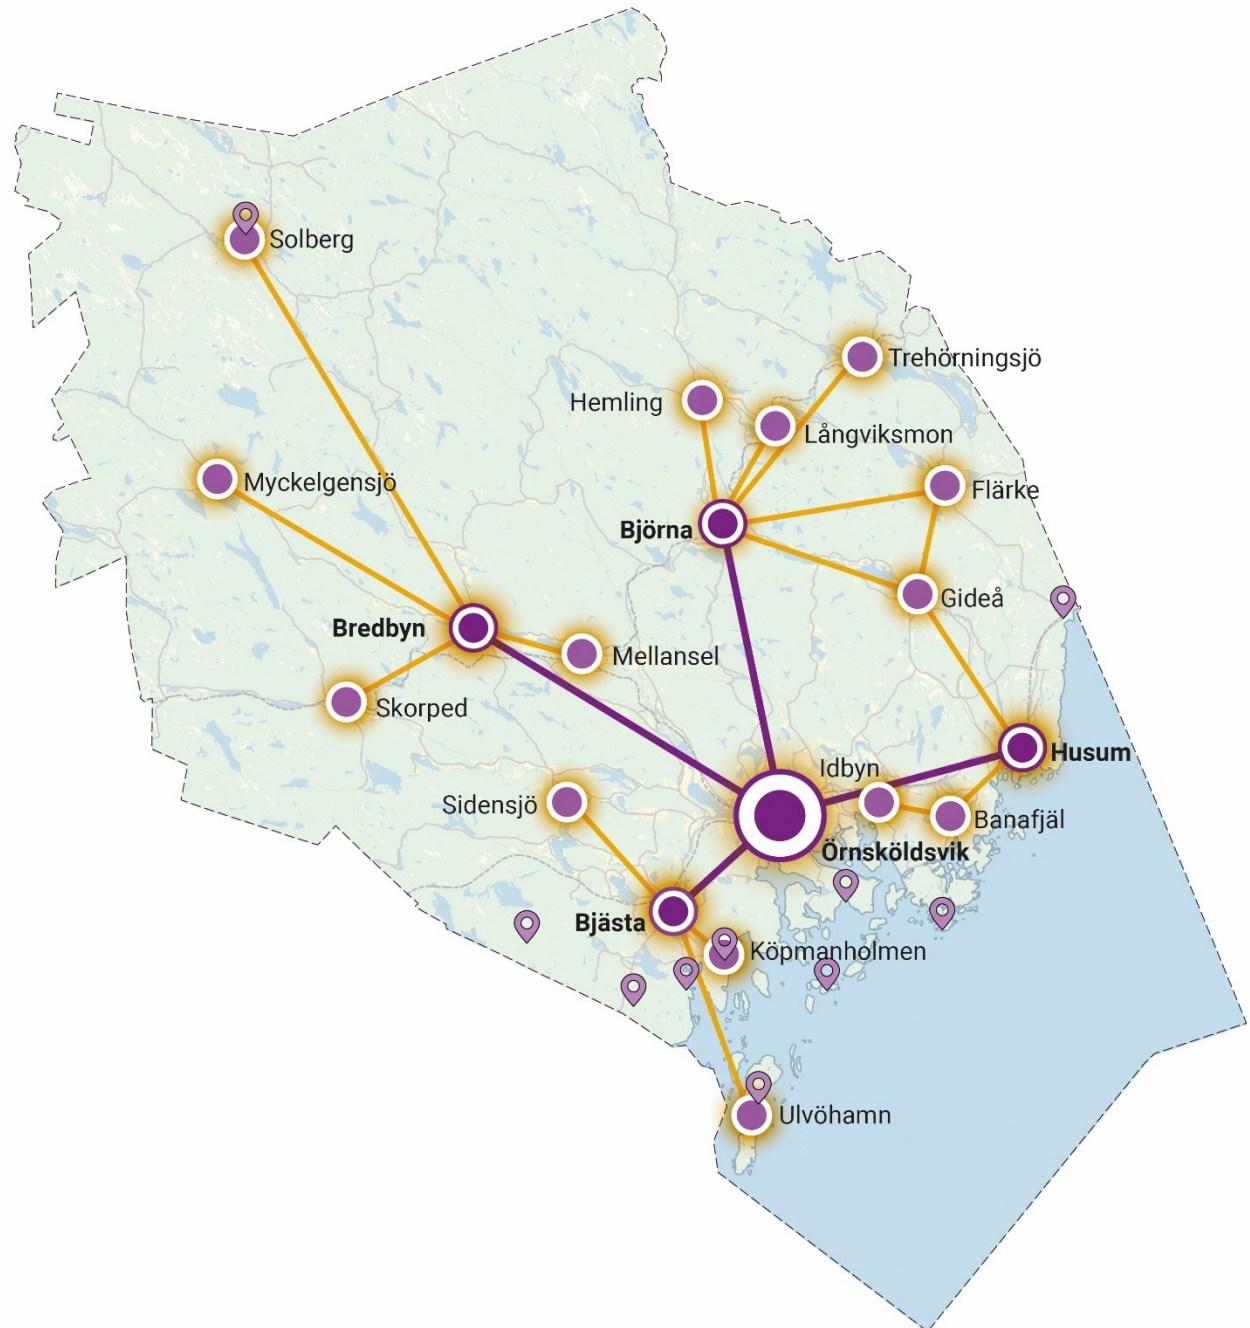 Solberg
Trehörningsjö
Hemling
Långviksmon
Myckelgensjö
Flärke
Björna
Gideå
Bredbyn
Mellansel
Skorped
Husum
Idbyn
Sidensjö
Banafjäl
Örnsköldsvik
Bjästa
Köpmanholmen
Ulvöhamn